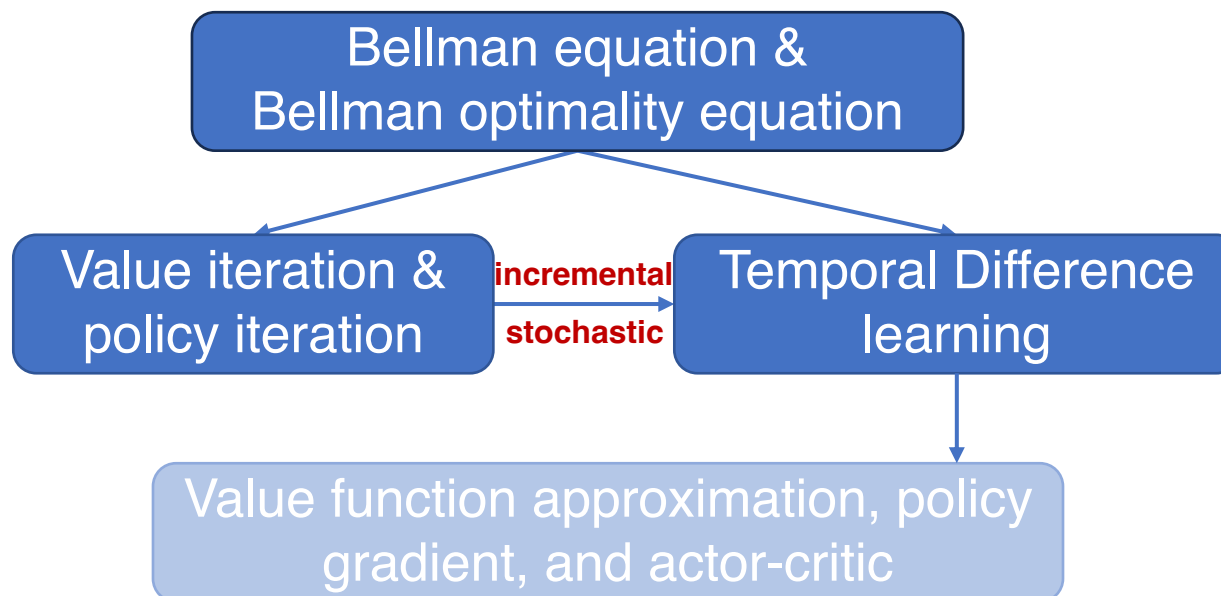 Bellman equation &
Bellman optimality equation
Value iteration &
policy iteration
incremental
stochastic
Temporal Difference
learning
Value function approximation, policy
gradient, and actor-critic